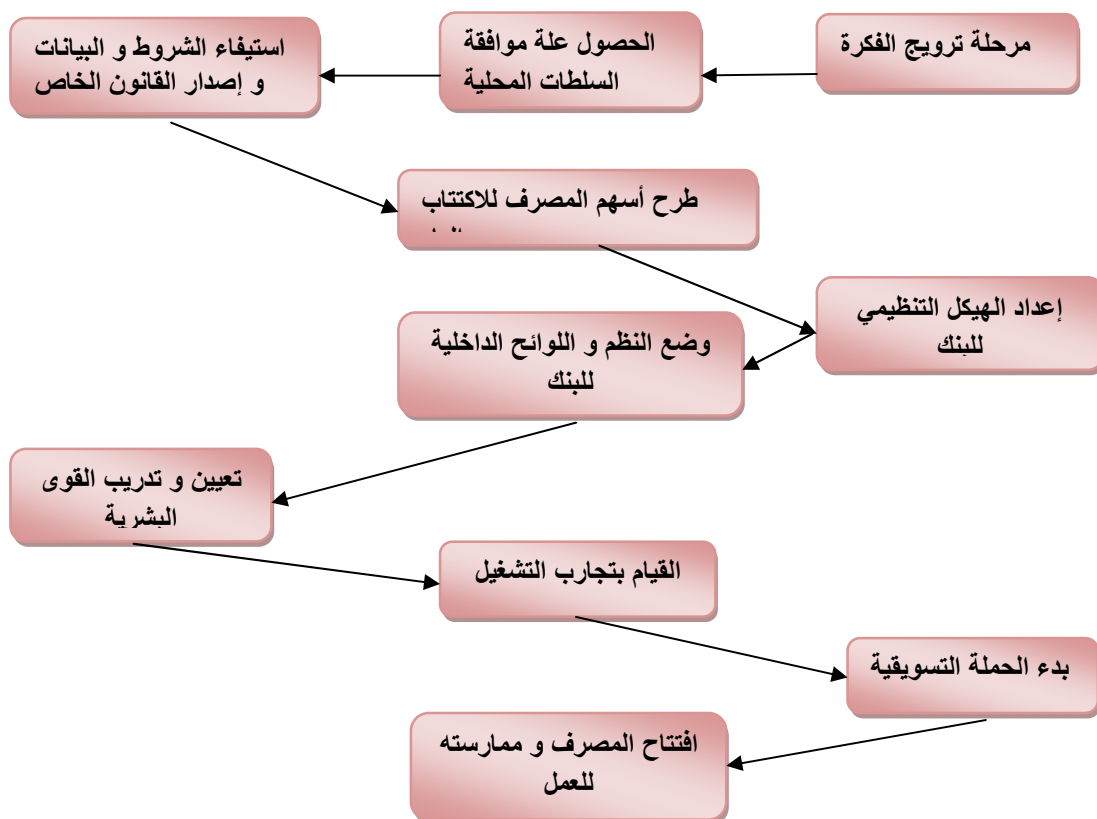 مرحلة ترويج الفكرة
الحصول علة موافقة
السلطات المحلية
استيفاء الشروط و البيانات
و إصدار القانون الخاص
طرح أسهم المصرف للاكتتاب
إعداد الهيكل التنظيمي
للبنك
وضع النظم و اللوائح الداخلية
للبنك
تعيين و تدريب القوى
البشرية
القيام بتجارب التشغيل
بدء الحملة التسويقية
افتتاح المصرف و ممارسته
للعمل